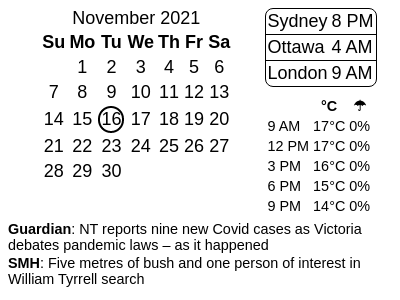 November 2021
Su Mo Tu We Th Fr Sa
1 2 3 4 5 6
7 8 9 10 11 12 13
14 15 16 17 18 19 20
21 22 23 24 25 26 27
28 29 30
Sydney 8 PM
Ottawa 4 AM
London 9 AM
°C ☂
9 AM 17°C 0%
12 PM 17°C 0%
3 PM 16°C 0%
6 PM 15°C 0%
9 PM 14°C 0%
Guardian: NT reports nine new Covid cases as Victoria
debates pandemic laws – as it happened
SMH: Five metres of bush and one person of interest in
William Tyrrell search